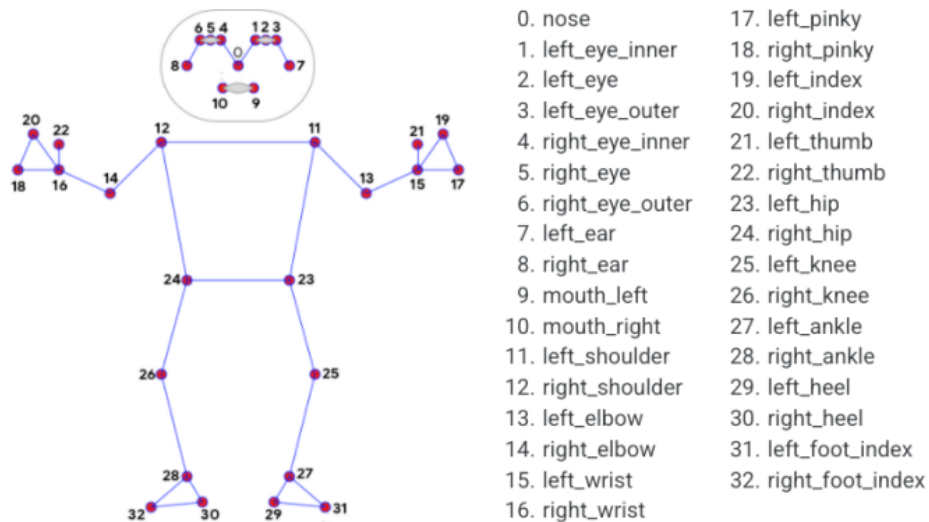 6 5 4 1 2 3
0
8 7
10 9
20 22 12 11 21 19
18 16 14 13 15 17
24 23
26 25
28 27
32 30 29 31
0. nose
1. left_eye_inner
2. left_eye
3. left_eye_outer
4. right_eye_inner
5. right_eye
6. right_eye_outer
7. left_ear
8. right_ear
9. mouth_left
10. mouth_right
11. left_shoulder
12. right_shoulder
13. left_elbow
14. right_elbow
15. left_wrist
16. right_wrist
17. left_pinky
18. right_pinky
19. left_index
20. right_index
21. left_thumb
22. right_thumb
23. left_hip
24. right_hip
25. left_knee
26. right_knee
27. left_ankle
28. right_ankle
29. left_heel
30. right_heel
31. left_foot_index
32. right_foot_index